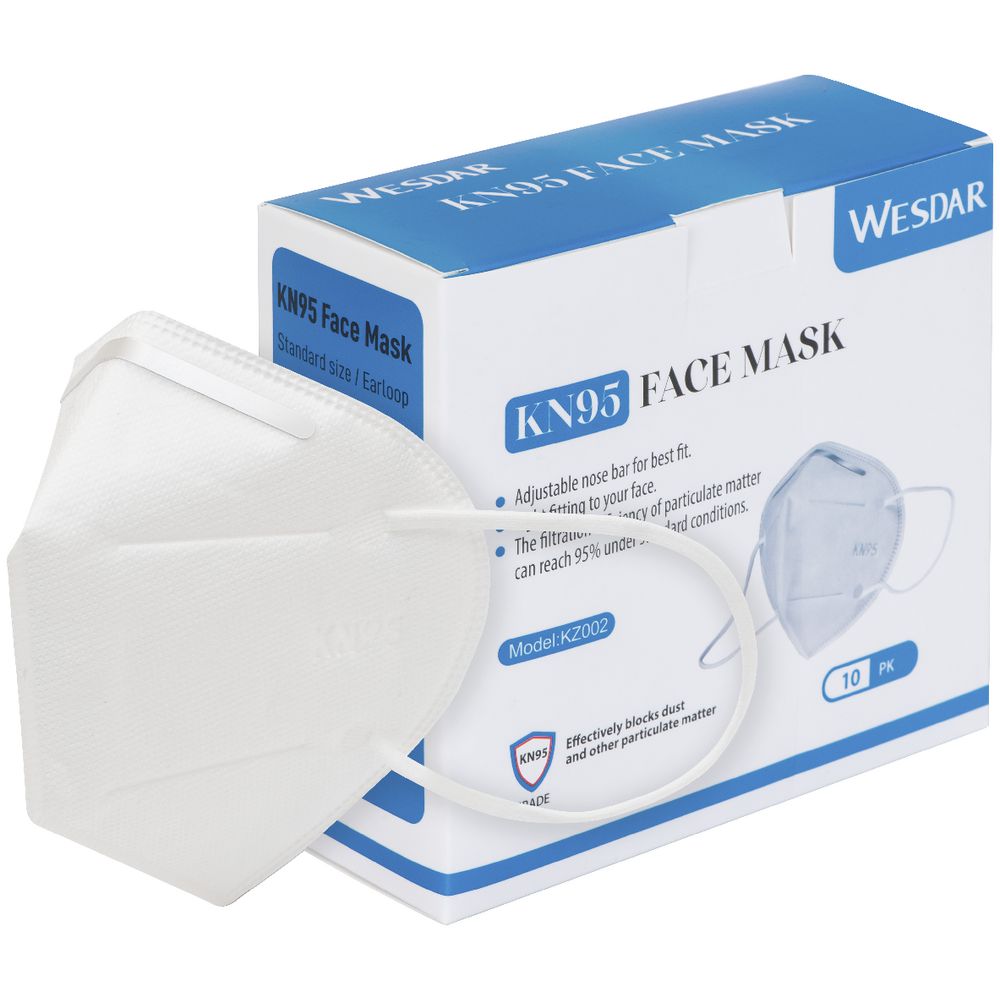 WESDAR
KN95 FACE MASK
WESDAR
KN95 Face Mask
Standard size / Earloop
KN95 FACE MASK
Adjustable nose bar for best fit.
fitting to your face.
The of particulate matter
can reach 95% under conditions.
KN95
Model:KZ002
10 PK
KN95
Effectively blocks dust
and other particulate matter
KN95